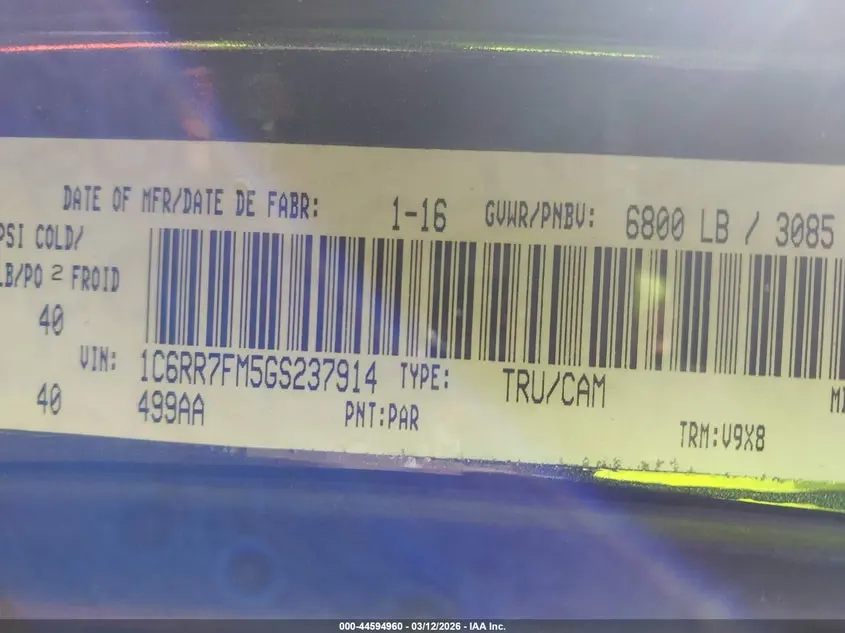 DATE OF MFR/DATE DE FABR: 1-16 GVWR/PNBV: 6800 LB / 3085
PSI COLD/
LB/PO 2 FROID
40
VIN: 1C6RR7FM5GS237914 TYPE: TRU/CAM
40 499AA PNT:PAR TRM:V9X8
000-44594960 - 03/12/2026 - IAA Inc.